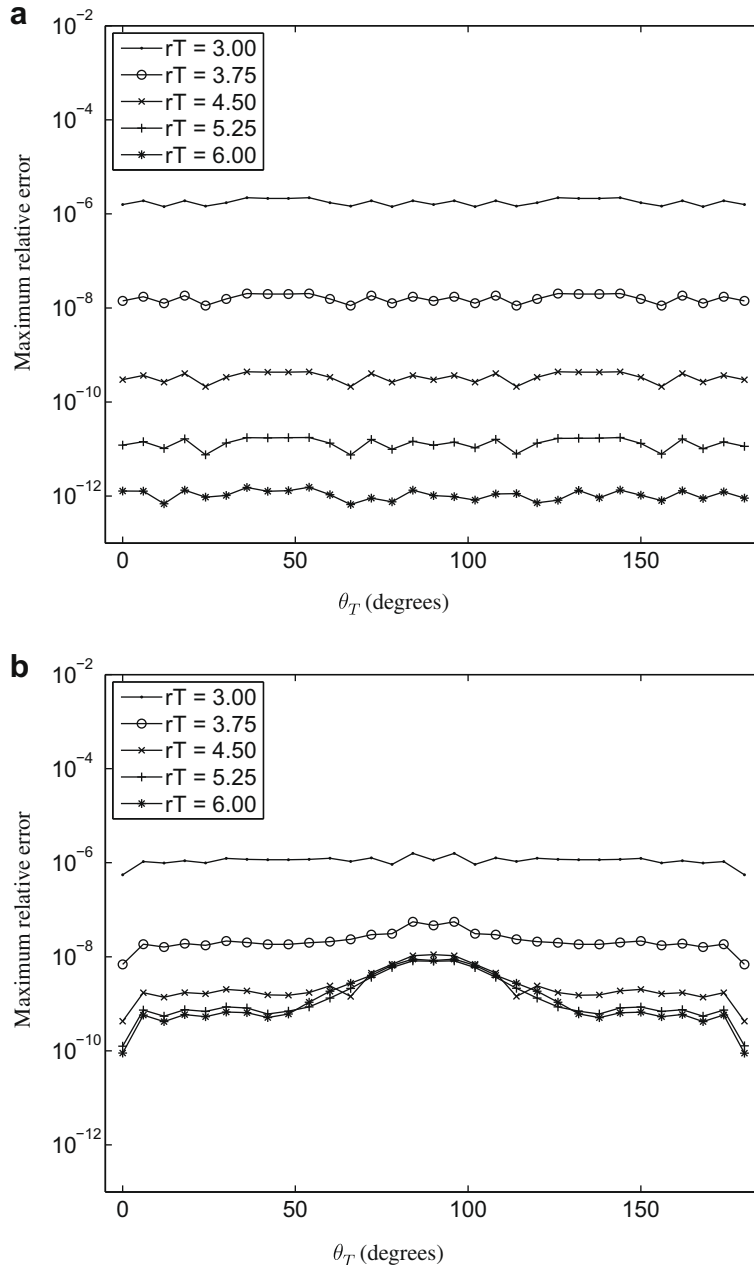 a
10⁻²
10⁻⁴
10⁻⁶
10⁻⁸
10⁻¹⁰
10⁻¹²
Maximum relative error
rT = 3.00
rT = 3.75
rT = 4.50
rT = 5.25
rT = 6.00
0
50
100
150
θ_T (degrees)
b
10⁻²
10⁻⁴
10⁻⁶
10⁻⁸
10⁻¹⁰
10⁻¹²
Maximum relative error
rT = 3.00
rT = 3.75
rT = 4.50
rT = 5.25
rT = 6.00
0
50
100
150
θ_T (degrees)